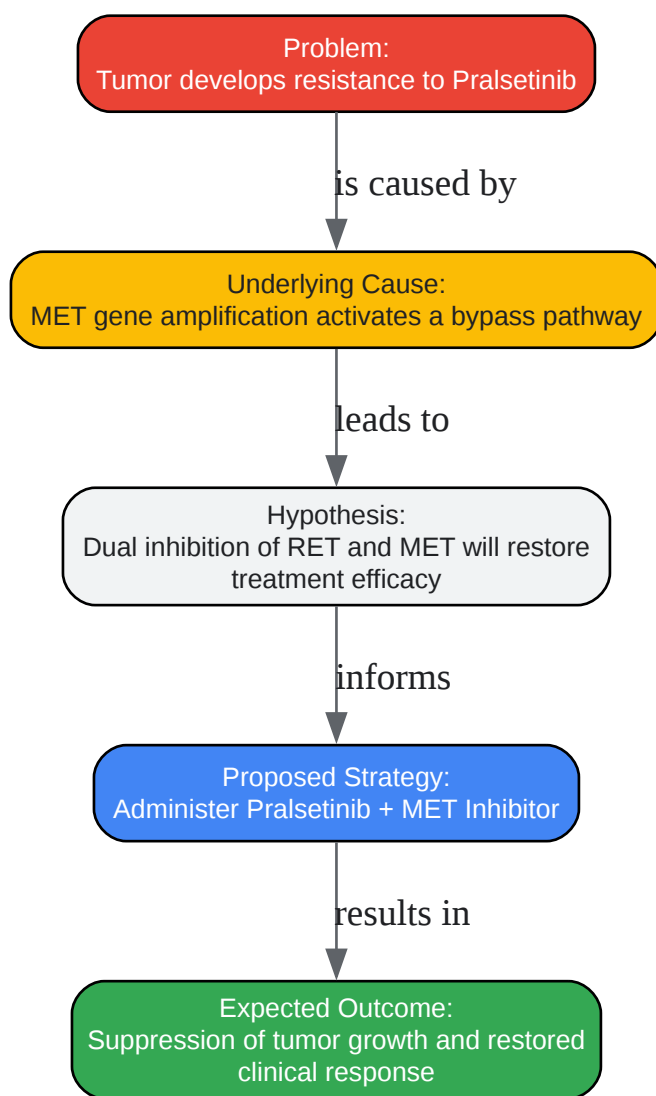 Problem:
Tumor develops resistance to Pralsetinib
is caused by
Underlying Cause:
MET gene amplification activates a bypass pathway
leads to
Hypothesis:
Dual inhibition of RET and MET will restore
treatment efficacy
informs
Proposed Strategy:
Administer Pralsetinib + MET Inhibitor
results in
Expected Outcome:
Suppression of tumor growth and restored
clinical response